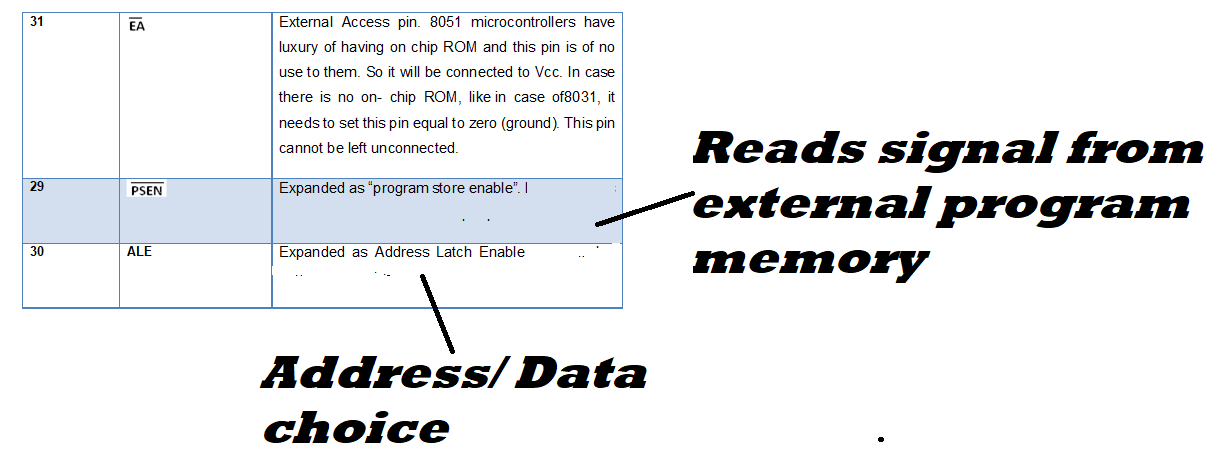 31 EA External Access pin. 8051 microcontrollers have
luxury of having on chip ROM and this pin is of no
use to them. So it will be connected to Vcc. In case
there is no on- chip ROM, like in case of8031, it
needs to set this pin equal to zero (ground). This pin
cannot be left unconnected.
29 PSEN Expanded as “program store enable”.
30 ALE Expanded as Address Latch Enable
Reads signal from
external program
memory
Address/ Data
choice